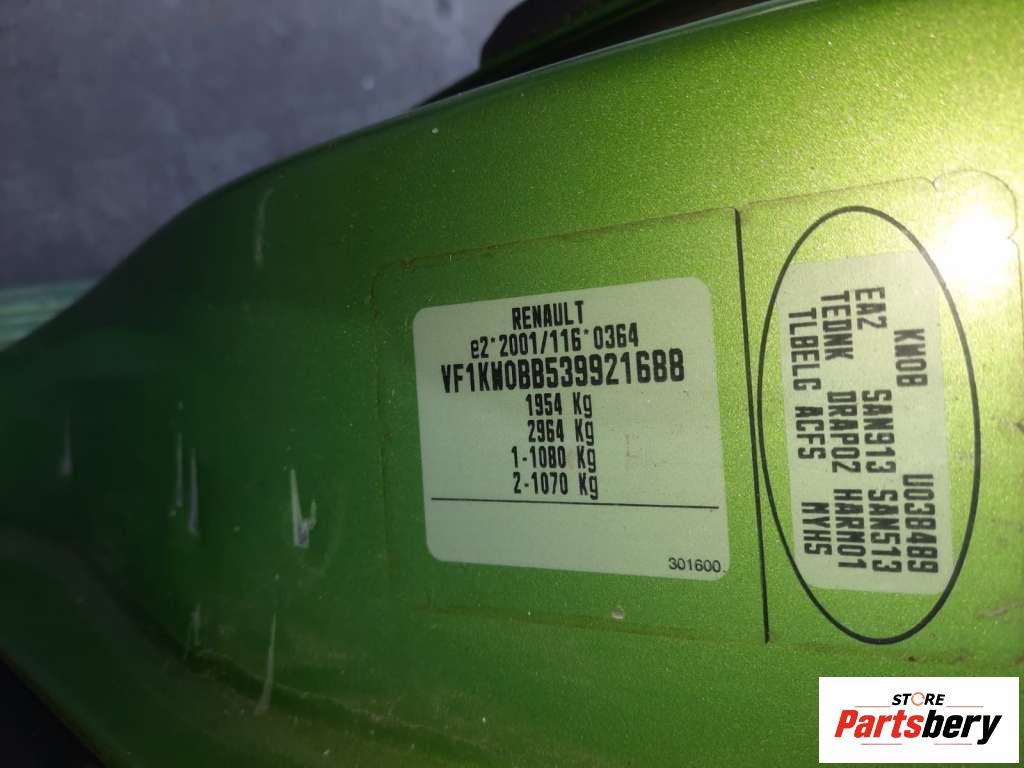 RENAULT
e2*2001/116*0364
VF1KW0BB539921688
1954 Kg
2964 Kg
1-1080 Kg
2-1070 Kg
301600
KW0B U038489
EA2 SAN913 SAN513
TEDNK DRAP02 HARM01
TLBELG ACFS MYHS
STORE
Partsbery